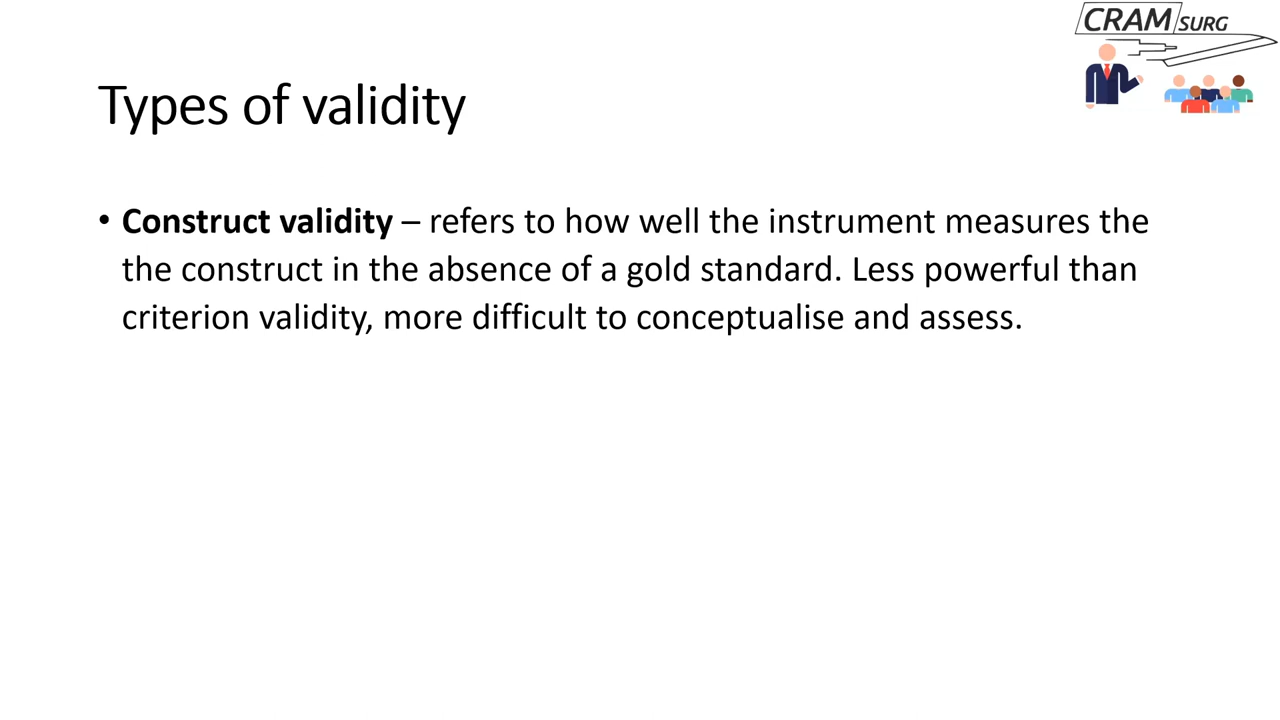 CRAM SURG
Types of validity
• Construct validity – refers to how well the instrument measures the
the construct in the absence of a gold standard. Less powerful than
criterion validity, more difficult to conceptualise and assess.